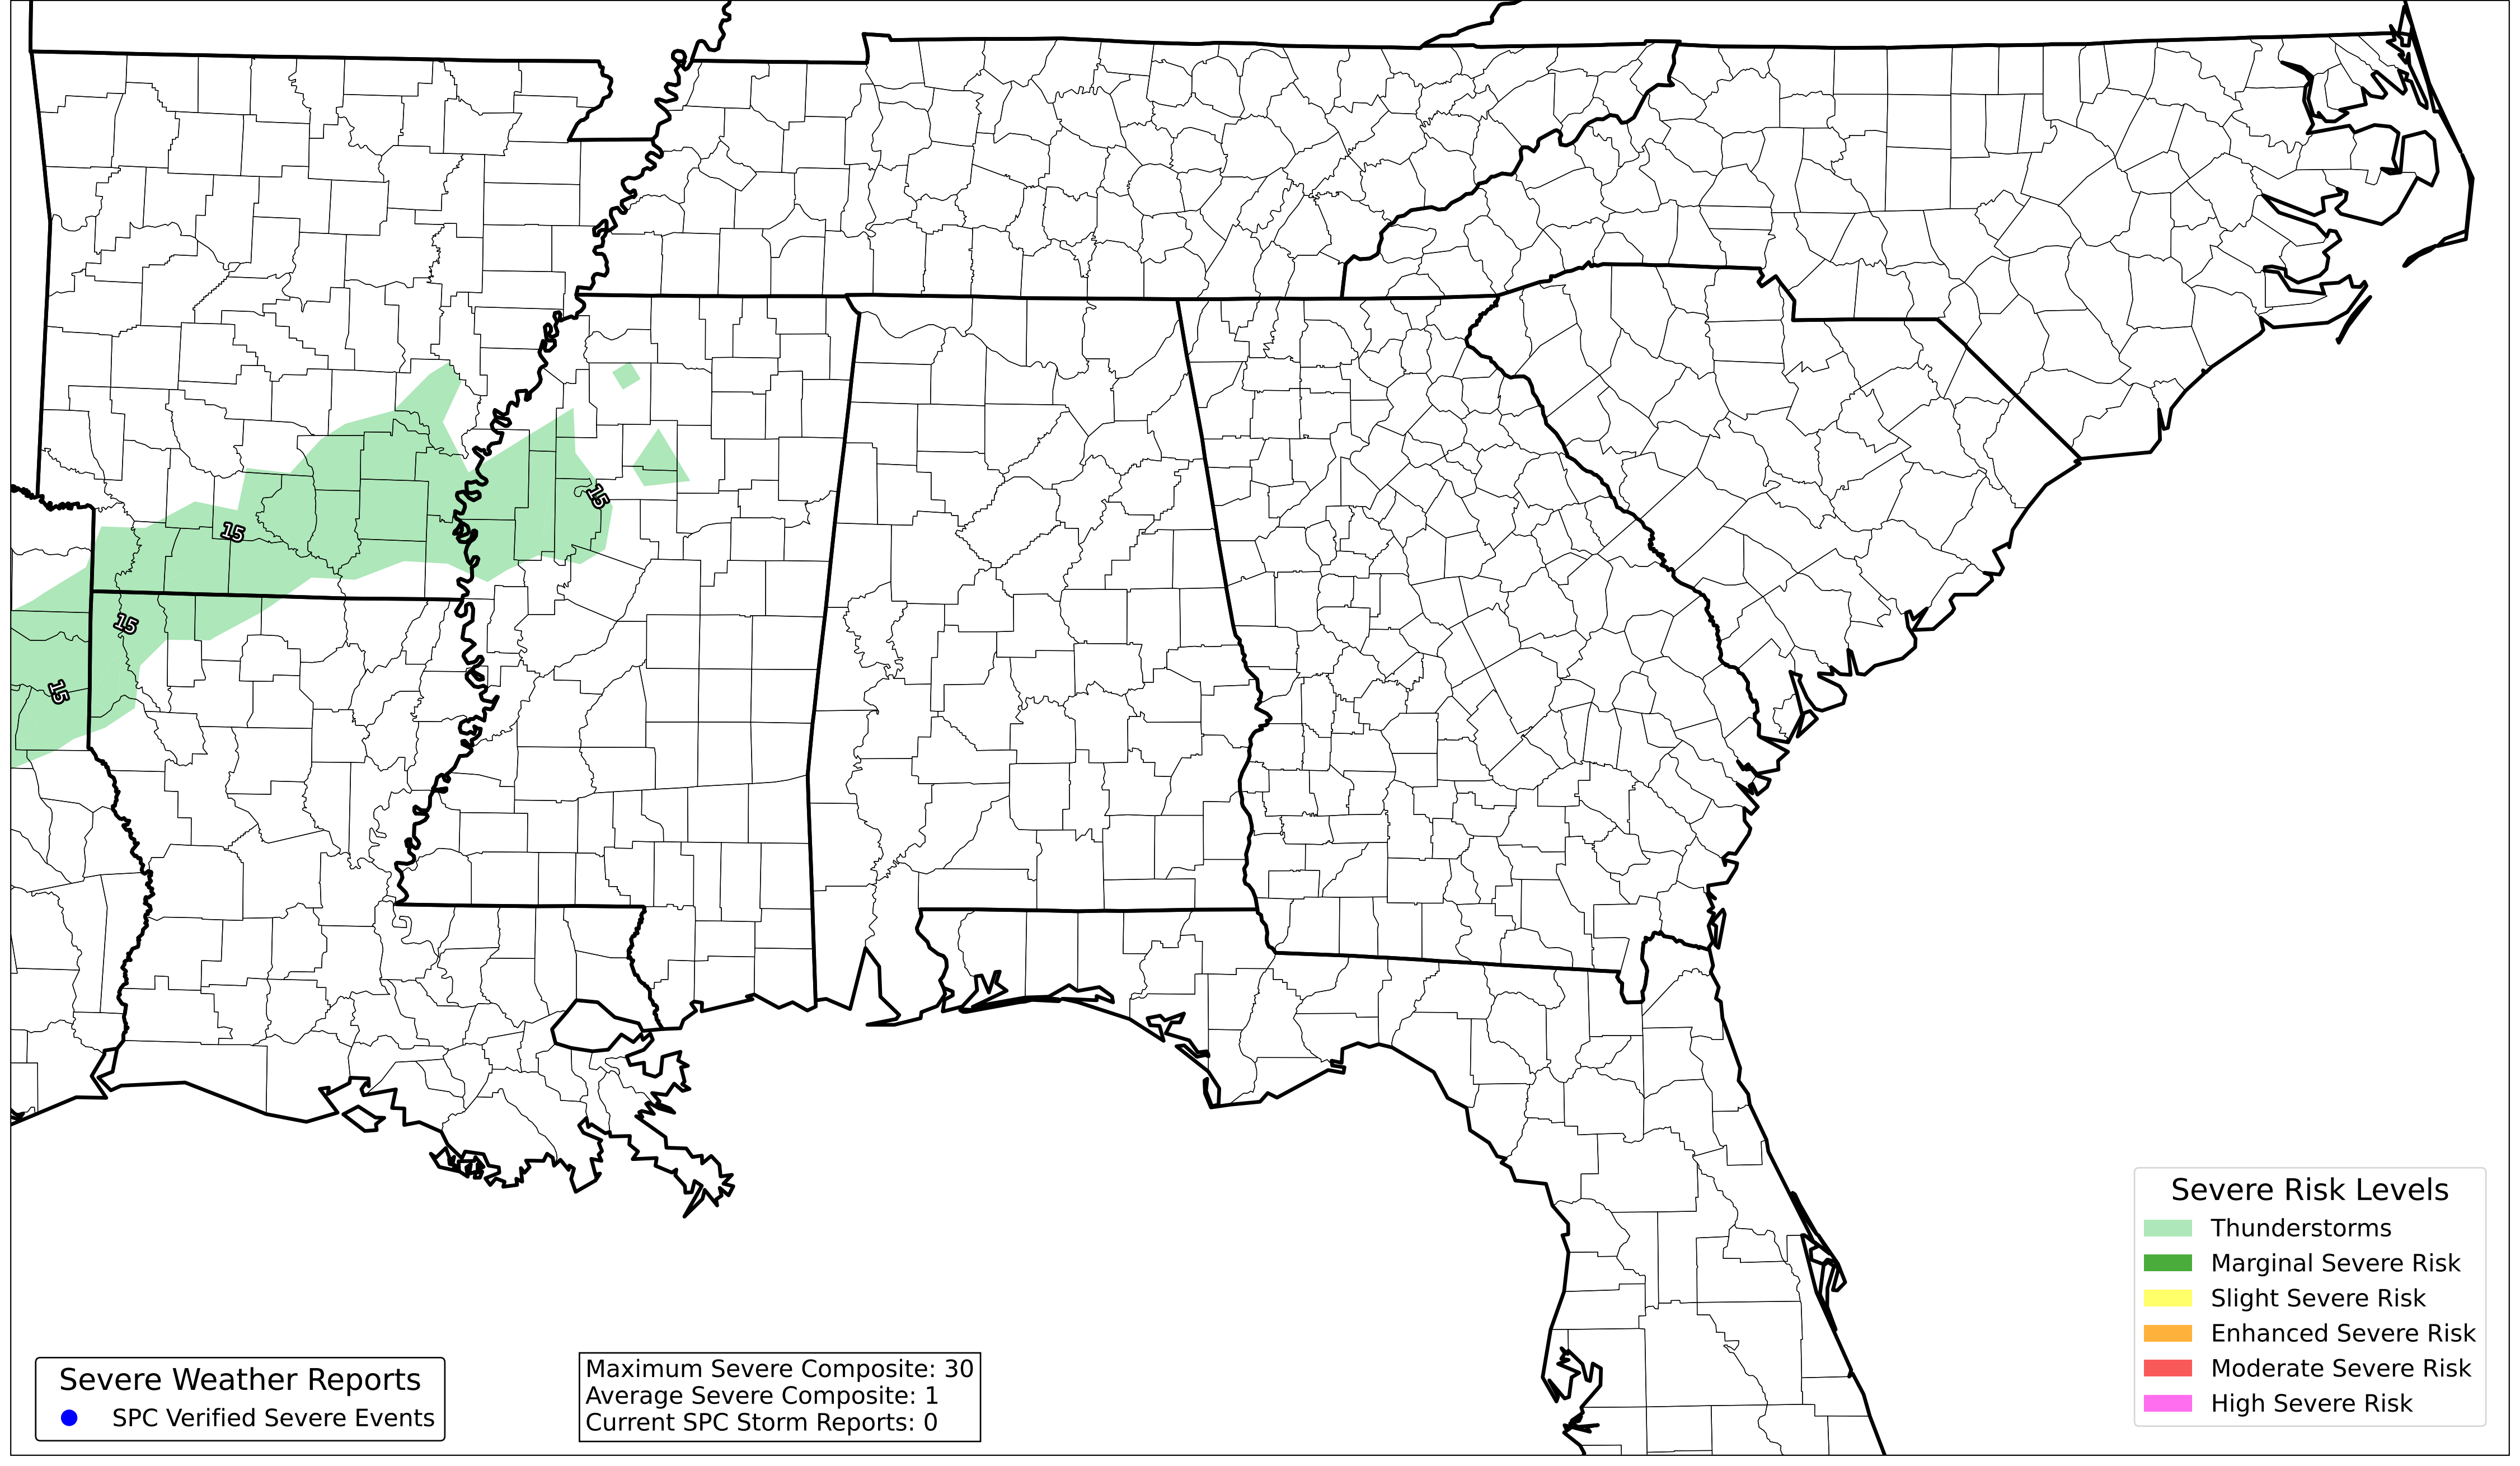 15
15
15
15
Severe Risk Levels
Thunderstorms
Marginal Severe Risk
Slight Severe Risk
Enhanced Severe Risk
Moderate Severe Risk
High Severe Risk
Severe Weather Reports
SPC Verified Severe Events
Maximum Severe Composite: 30
Average Severe Composite: 1
Current SPC Storm Reports: 0